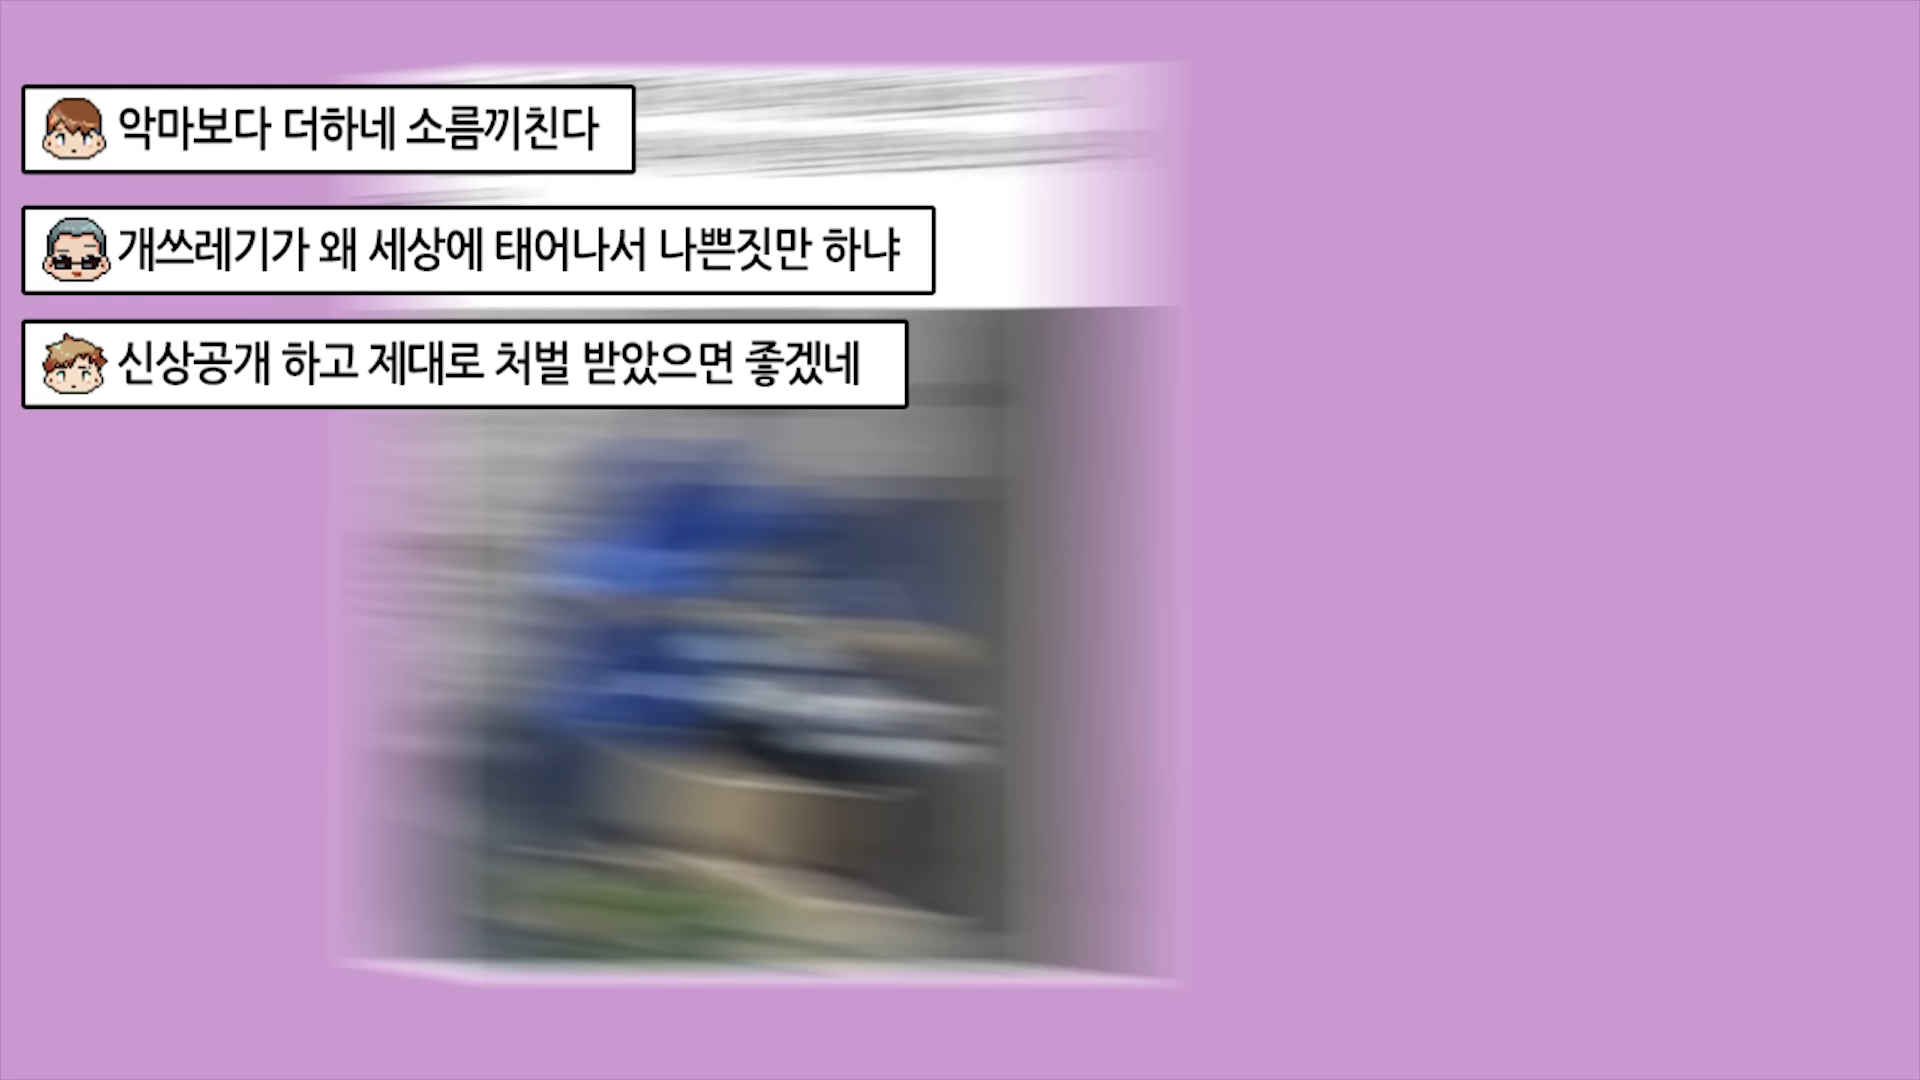 악마보다 더하네 소름끼친다
개쓰레기가 왜 세상에 태어나서 나쁜짓만 하냐
신상공개 하고 제대로 처벌 받았으면 좋겠네